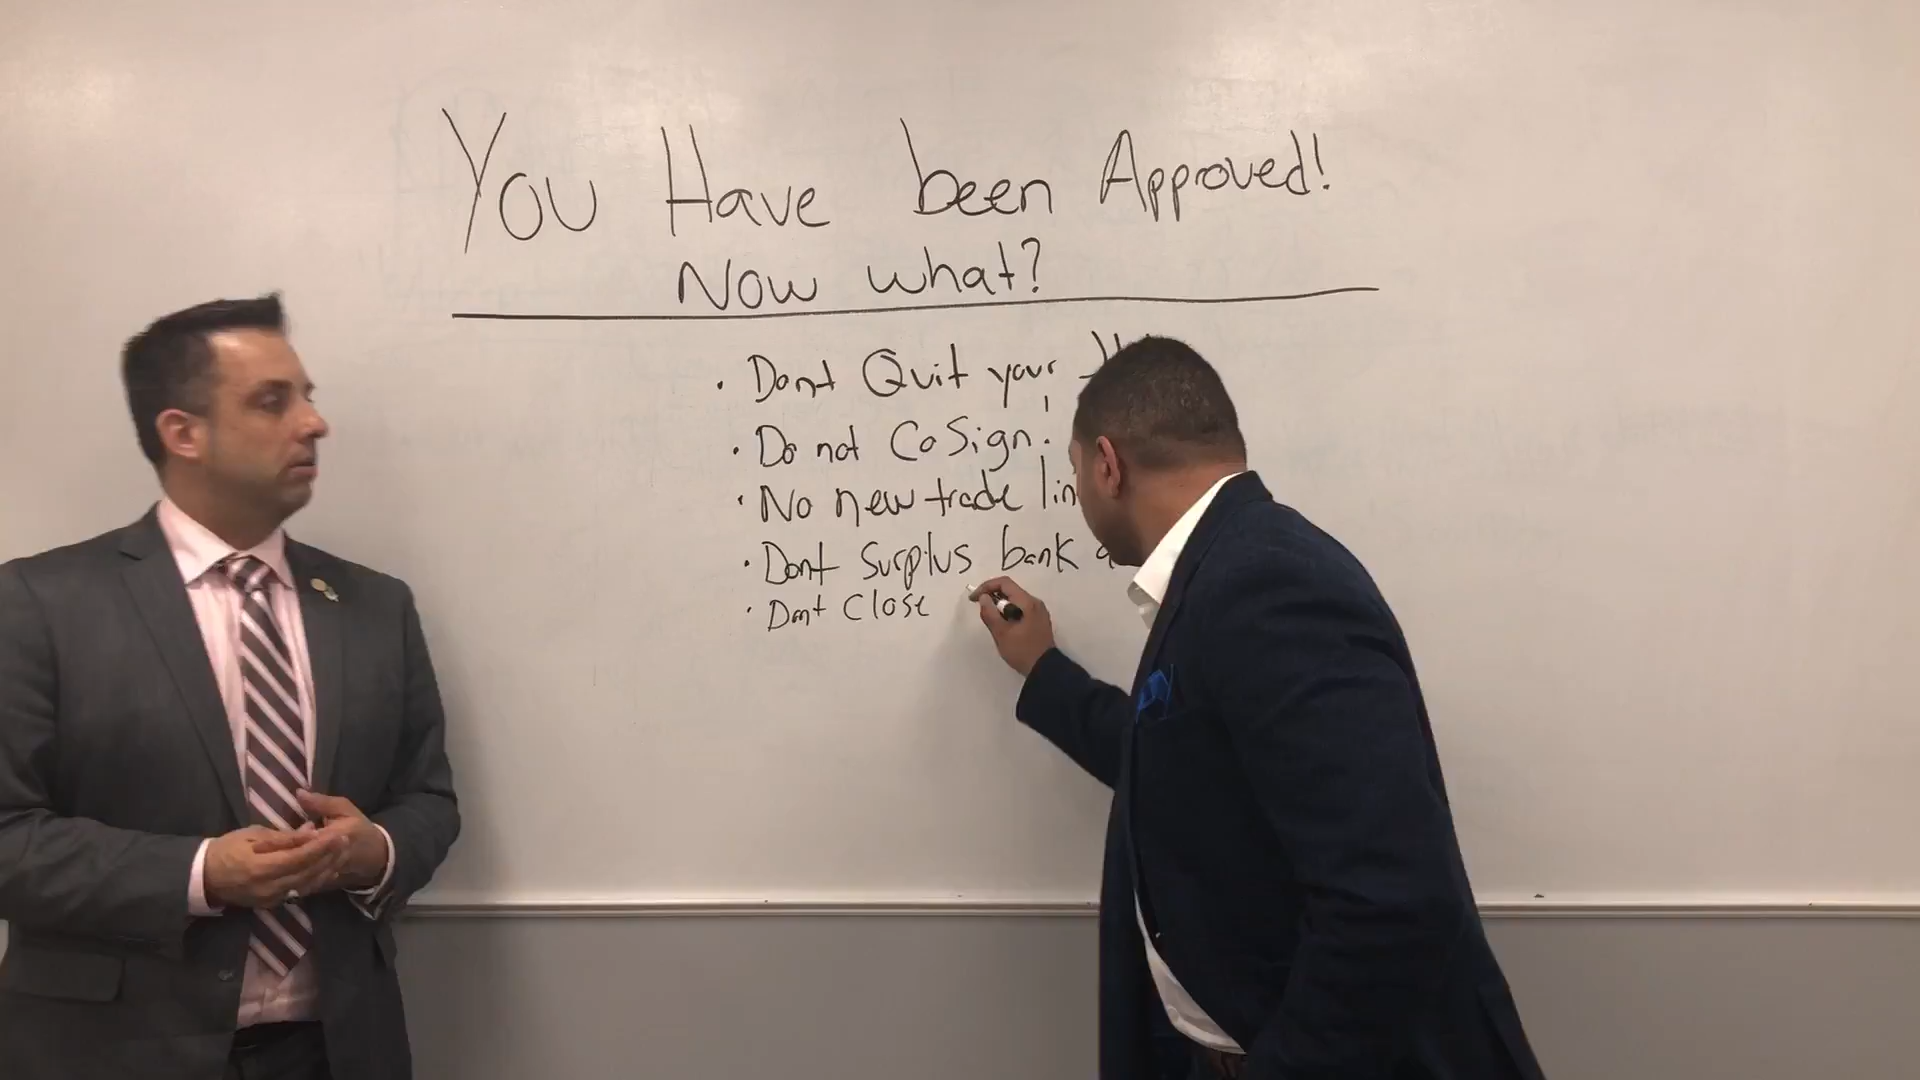 You Have been Approved!
Now what?
• Dont Quit your
• Do not CoSign!
• No new trade lin
• Dont Surplus bank
• Dont Close